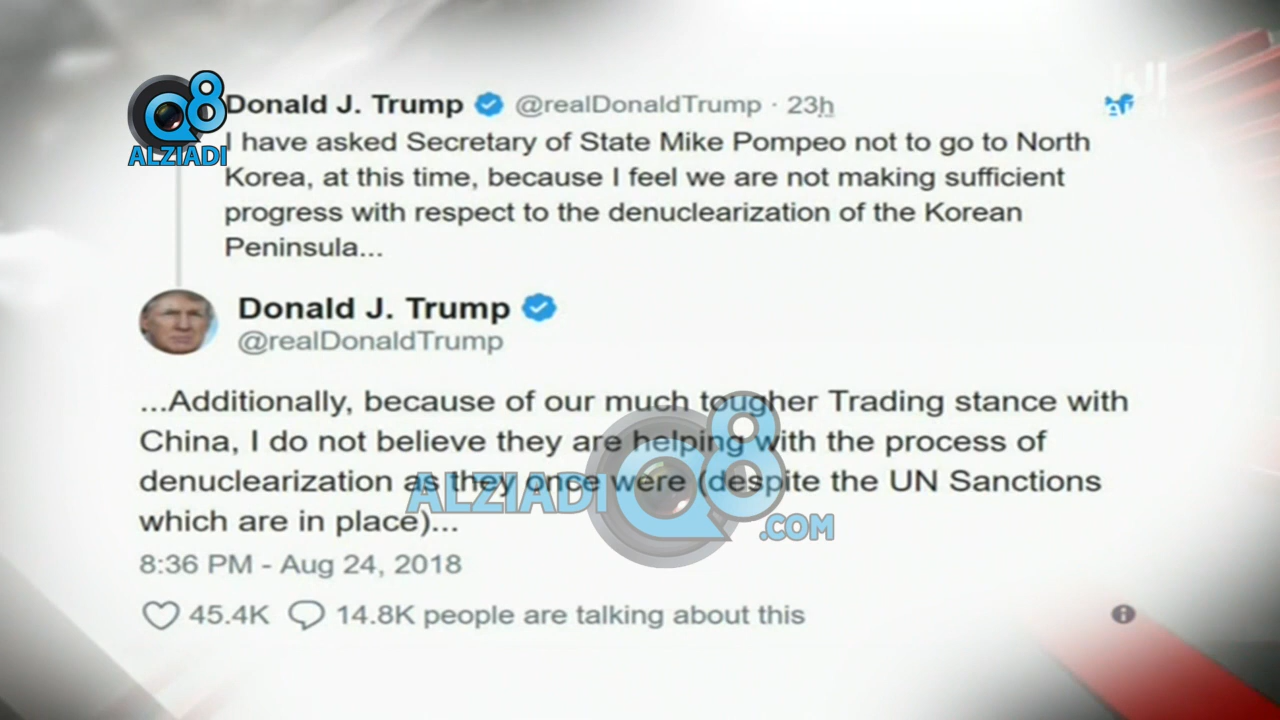 Q8
ALZIADI
Donald J. Trump @realDonaldTrump · 23h
I have asked Secretary of State Mike Pompeo not to go to North
Korea, at this time, because I feel we are not making sufficient
progress with respect to the denuclearization of the Korean
Peninsula...
Donald J. Trump
@realDonaldTrump
...Additionally, because of our much tougher Trading stance with
China, I do not believe they are helping with the process of
denuclearization as they once were (despite the UN Sanctions
which are in place)...
ALZIADIQ8.COM
8:36 PM - Aug 24, 2018
45.4K 14.8K people are talking about this